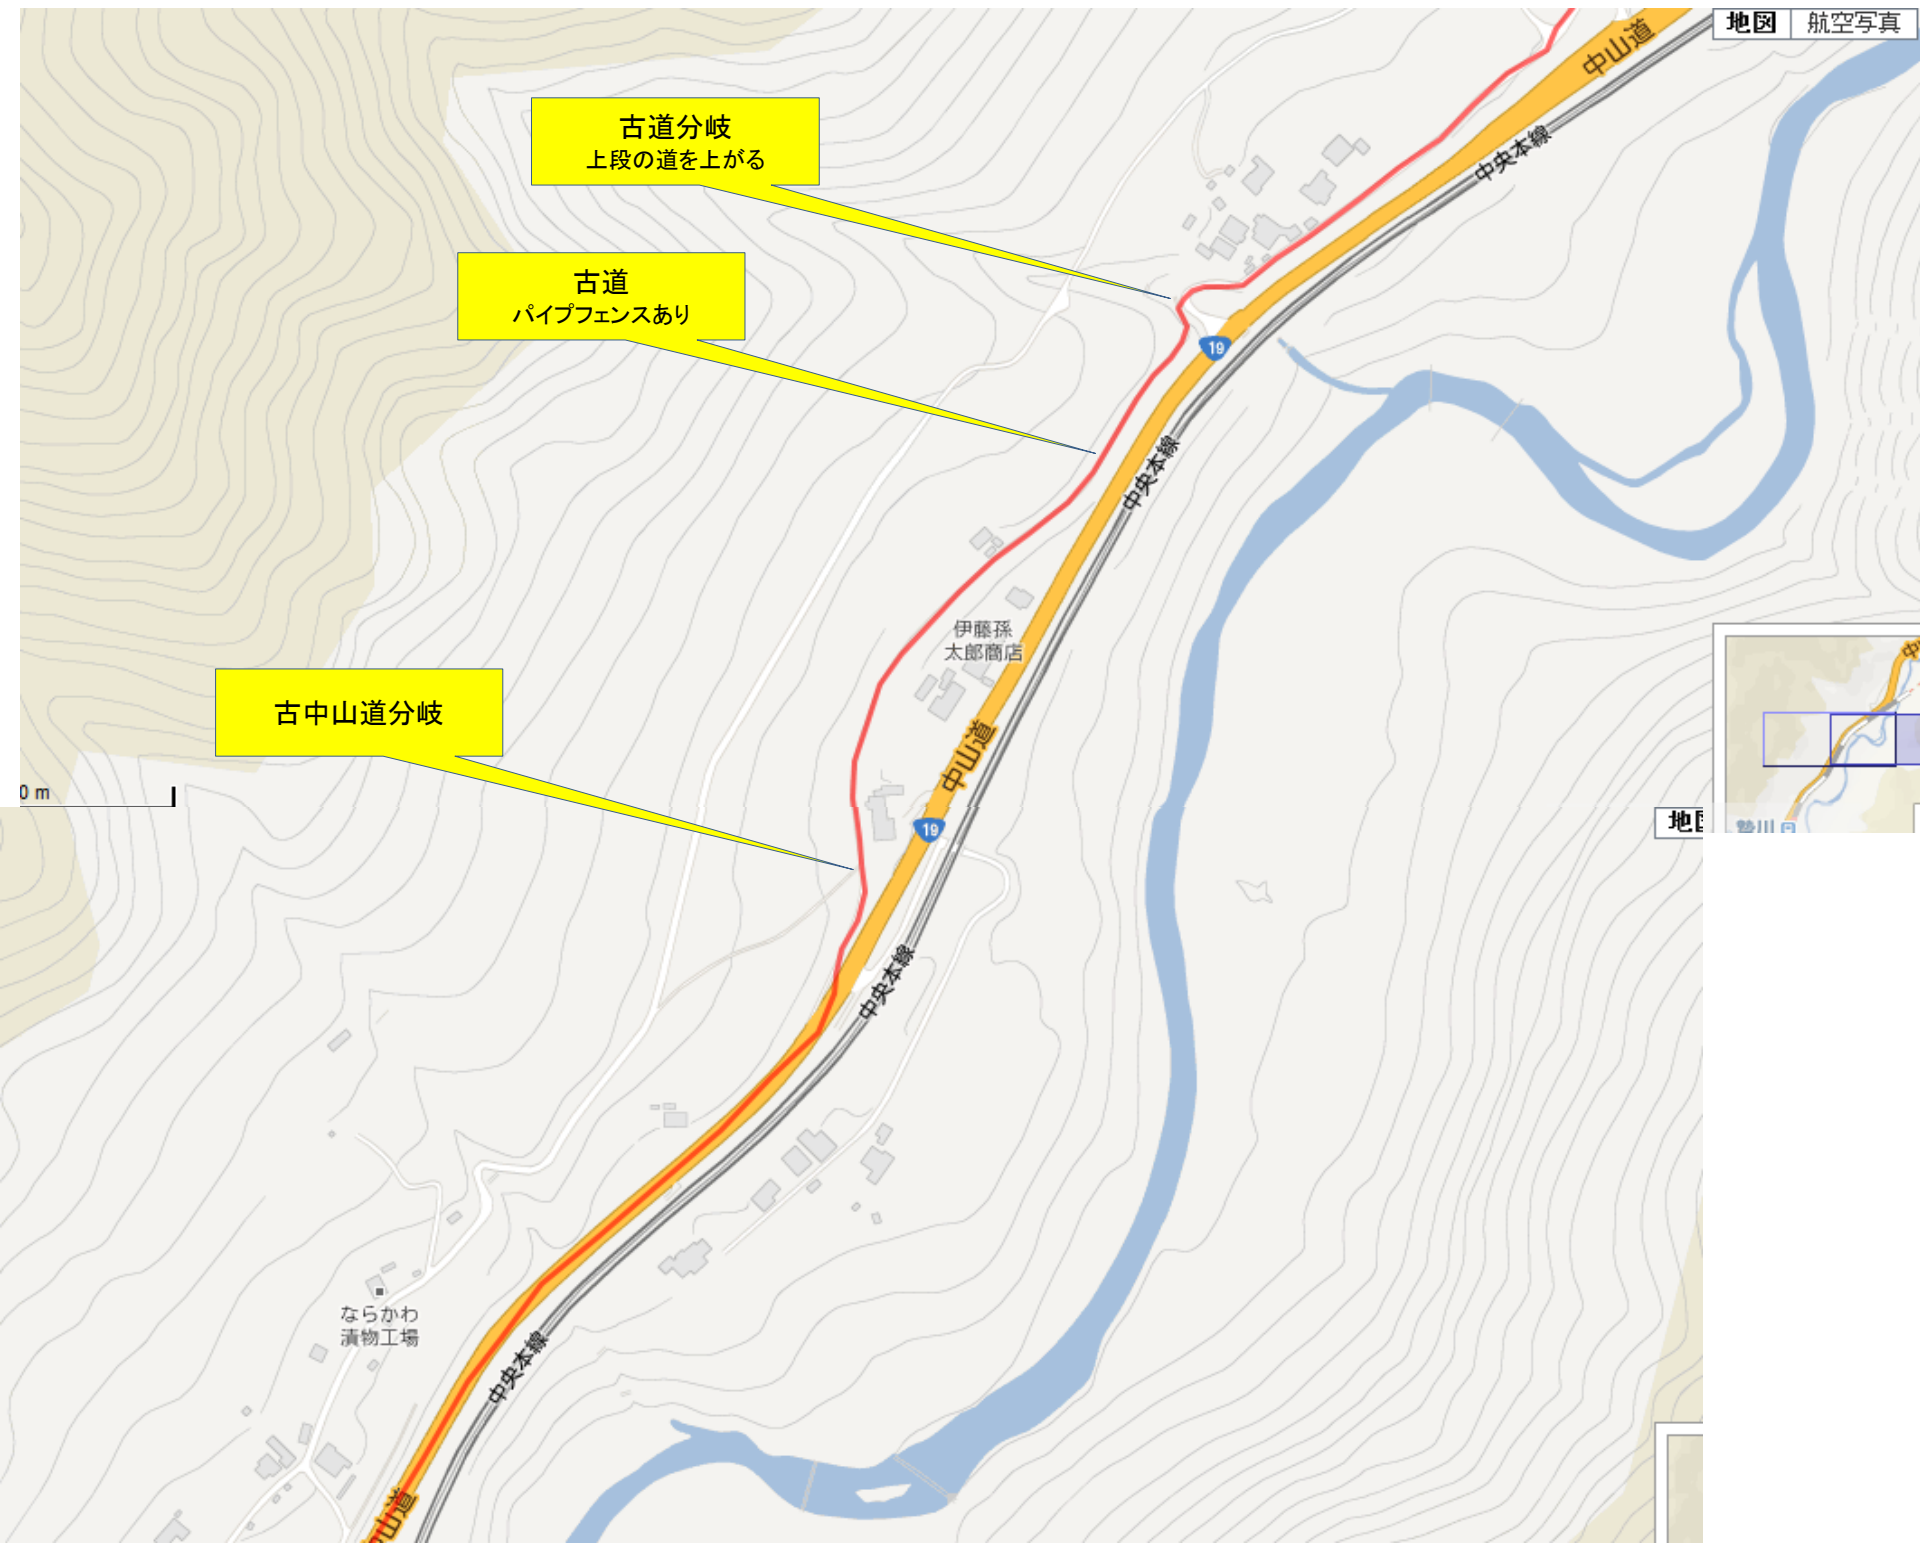 地図 航空写真
中山道
古道分岐
上段の道を上がる
中央本線
古道
パイプフェンスあり
19
中央本線
伊藤孫
太郎商店
古中山道分岐
中山道
0 m
19
地図
贄川
中央本線
ならかわ
漬物工場
中央本線
中山道